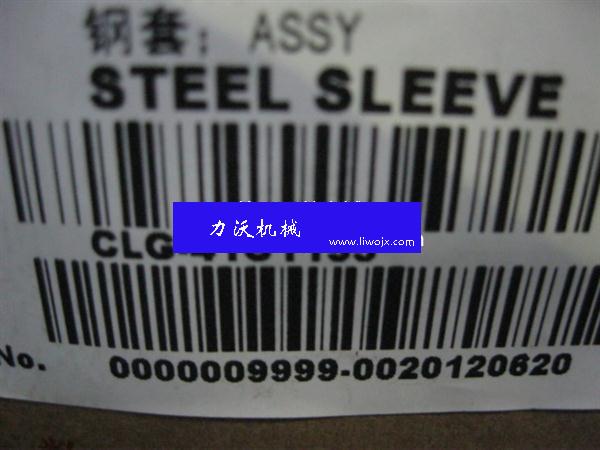 钢套: ASSY
STEEL SLEEVE
力沃机械
www.liwojx.com
No. 0000009999-0020120620